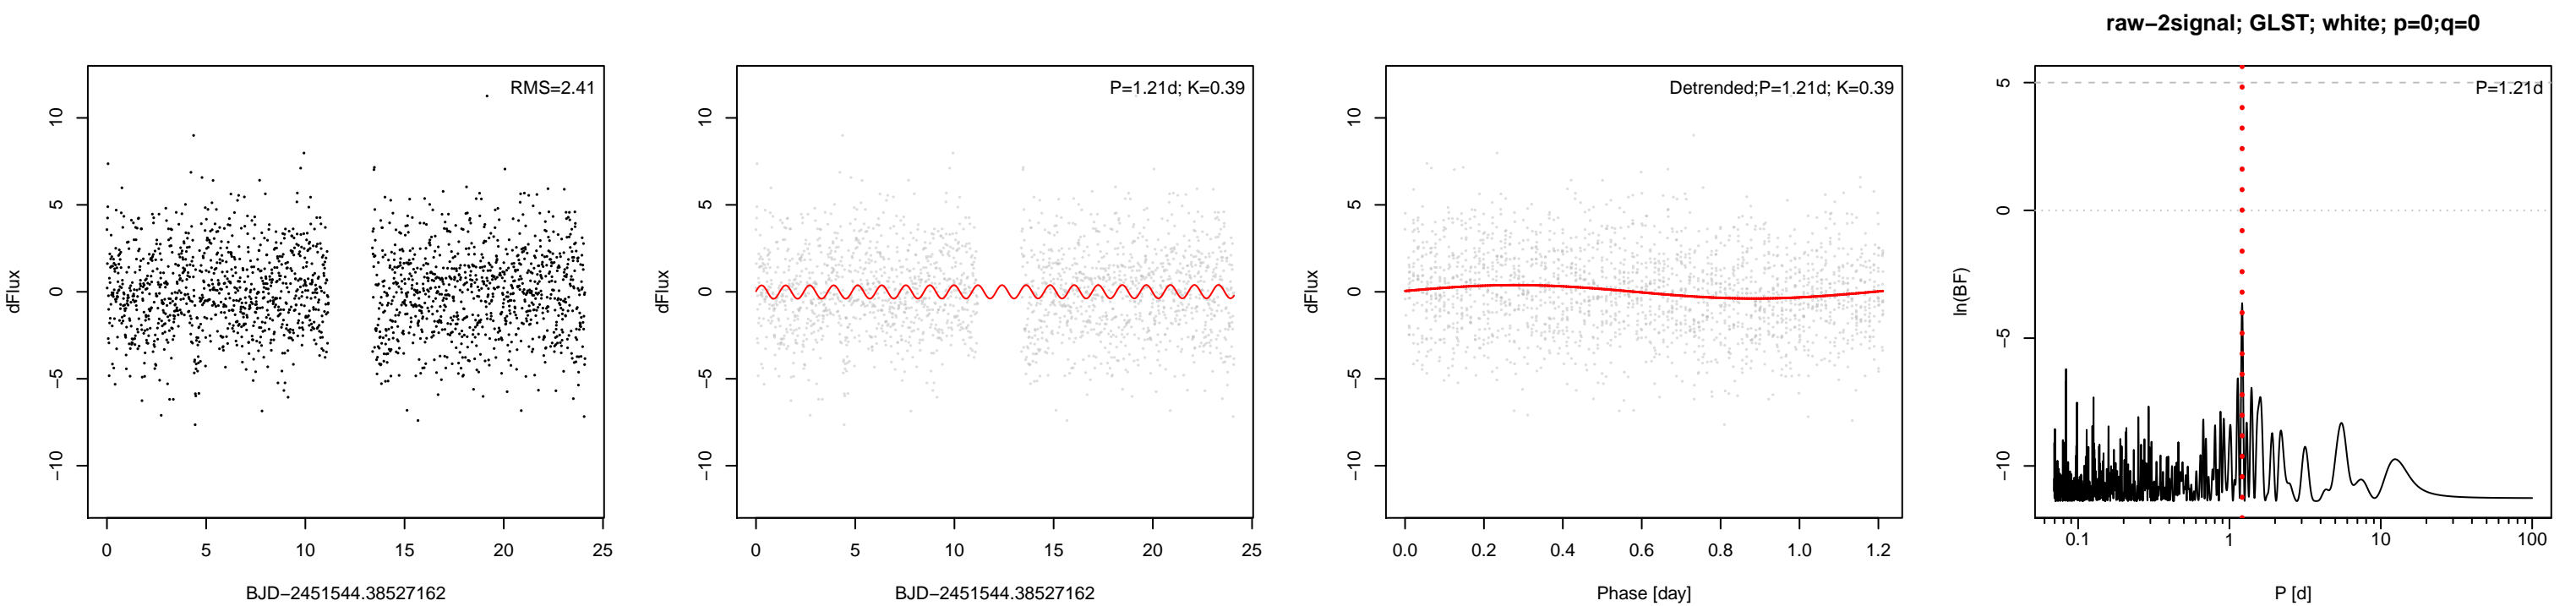 raw−2signal; GLST; white; p=0;q=0
RMS=2.41
dFlux
10
5
0
−5
−10
0 5 10 15 20 25
BJD−2451544.38527162
P=1.21d; K=0.39
dFlux
10
5
0
−5
−10
0 5 10 15 20 25
BJD−2451544.38527162
Detrended;P=1.21d; K=0.39
dFlux
10
5
0
−5
−10
0.0 0.2 0.4 0.6 0.8 1.0 1.2
Phase [day]
P=1.21d
ln(BF)
5
0
−5
−10
0.1 1 10 100
P [d]